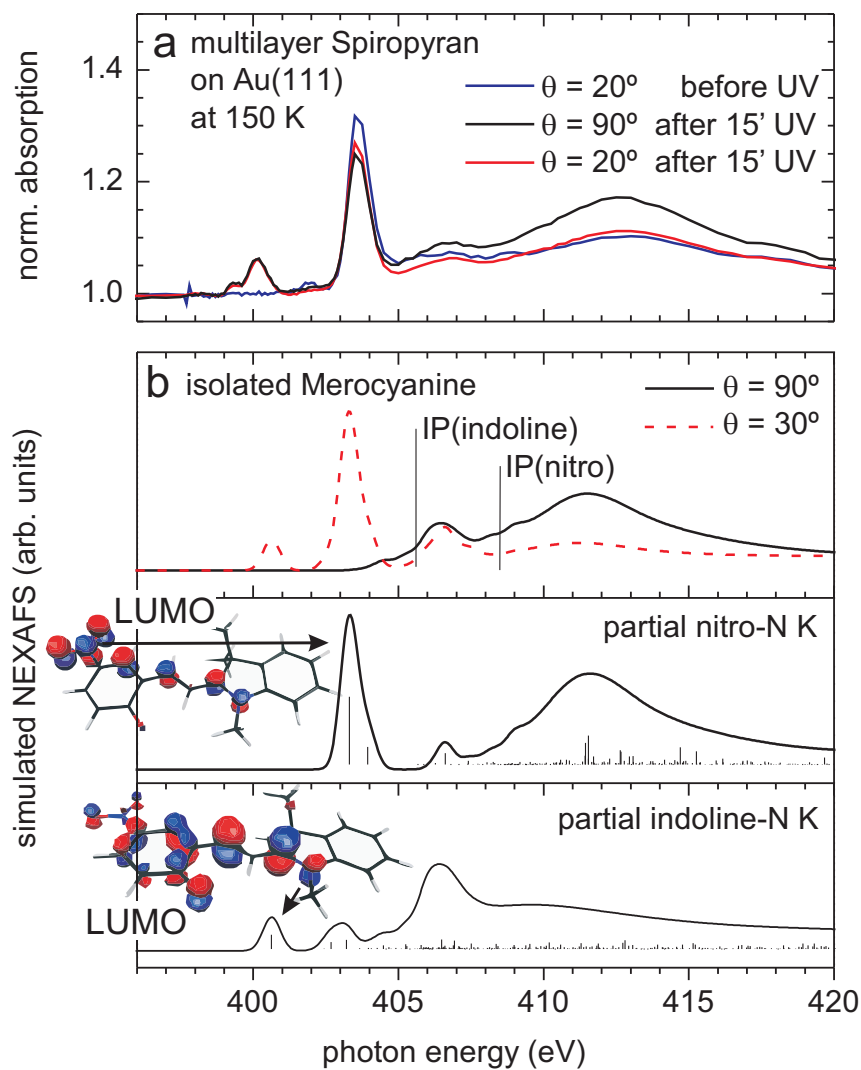 a multilayer Spiropyran
on Au(111)
at 150 K
θ = 20º before UV
θ = 90º after 15' UV
θ = 20º after 15' UV
norm. absorption
1.4
1.2
1.0
b isolated Merocyanine
θ = 90º
θ = 30º
IP(indoline)
IP(nitro)
simulated NEXAFS (arb. units)
LUMO
partial nitro-N K
partial indoline-N K
LUMO
400 405 410 415 420
photon energy (eV)